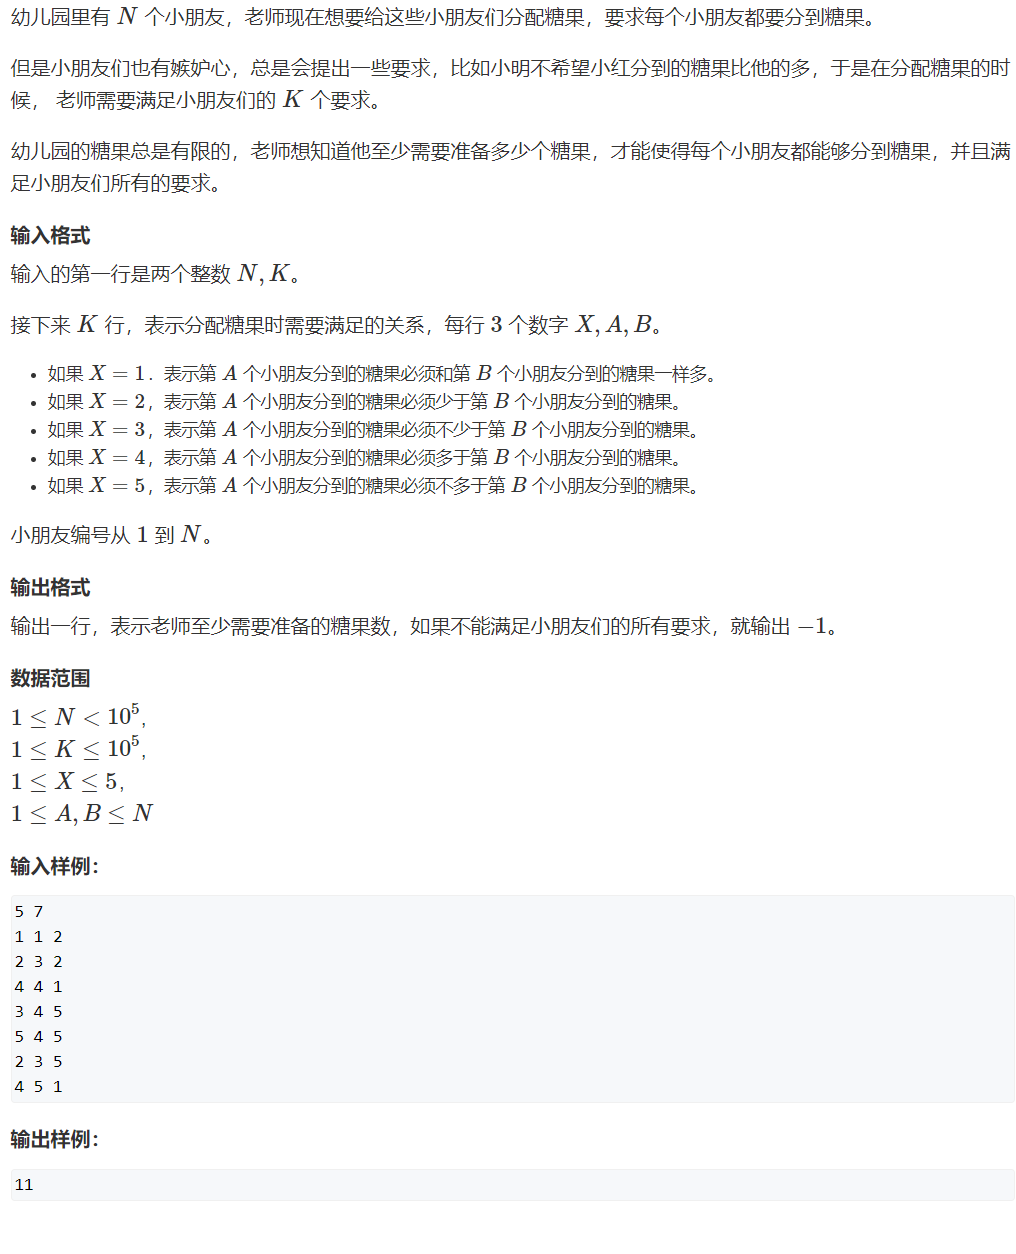 幼儿园里有 N 个小朋友，老师现在想要给这些小朋友们分配糖果，要求每个小朋友都要分到糖果。
但是小朋友们也有嫉妒心，总是会提出一些要求，比如小明不希望小红分到的糖果比他的多，于是在分配糖果的时
候， 老师需要满足小朋友们的 K 个要求。
幼儿园的糖果总是有限的，老师想知道他至少需要准备多少个糖果，才能使得每个小朋友都能够分到糖果，并且满
足小朋友们所有的要求。
输入格式
输入的第一行是两个整数 N, K。
接下来 K 行，表示分配糖果时需要满足的关系，每行 3 个数字 X, A, B。
• 如果 X = 1．表示第 A 个小朋友分到的糖果必须和第 B 个小朋友分到的糖果一样多。
• 如果 X = 2，表示第 A 个小朋友分到的糖果必须少于第 B 个小朋友分到的糖果。
• 如果 X = 3，表示第 A 个小朋友分到的糖果必须不少于第 B 个小朋友分到的糖果。
• 如果 X = 4，表示第 A 个小朋友分到的糖果必须多于第 B 个小朋友分到的糖果。
• 如果 X = 5，表示第 A 个小朋友分到的糖果必须不多于第 B 个小朋友分到的糖果。
小朋友编号从 1 到 N。
输出格式
输出一行，表示老师至少需要准备的糖果数，如果不能满足小朋友们的所有要求，就输出 −1。
数据范围
1 ≤ N < 10⁵,
1 ≤ K ≤ 10⁵,
1 ≤ X ≤ 5,
1 ≤ A, B ≤ N
输入样例：
5 7
1 1 2
2 3 2
4 4 1
3 4 5
5 4 5
2 3 5
4 5 1
输出样例：
11